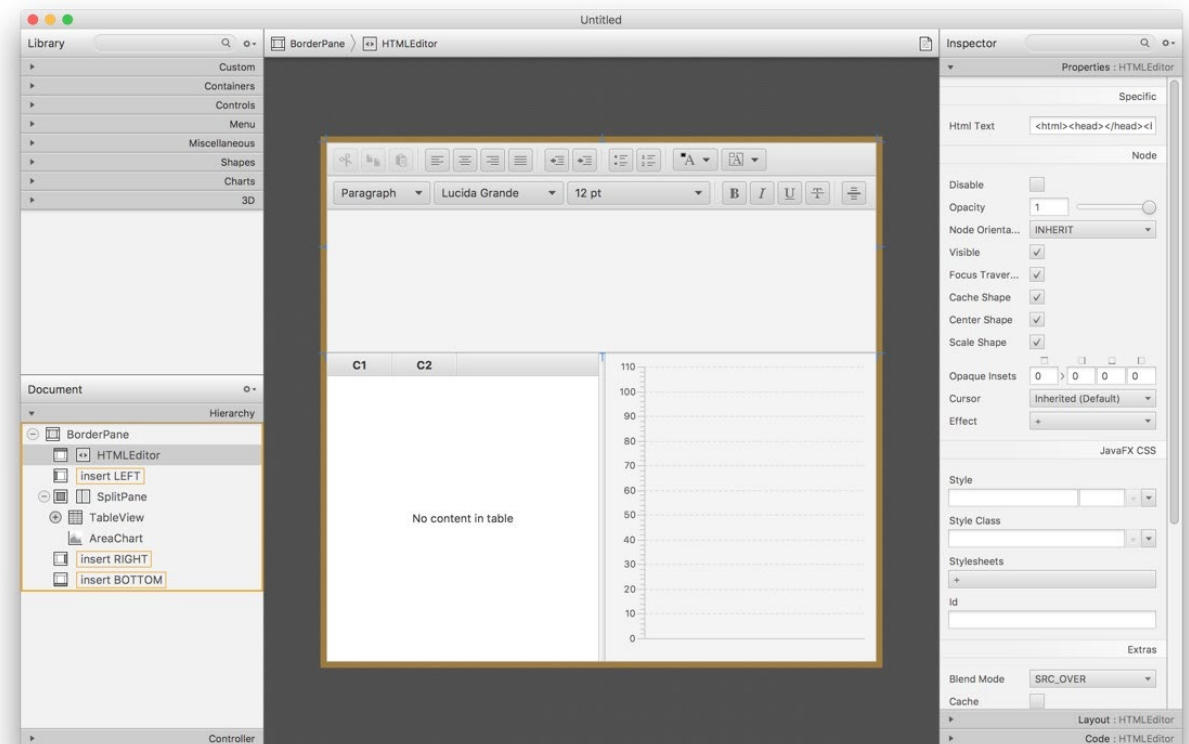 Untitled
Library
Custom
Containers
Controls
Menu
Miscellaneous
Shapes
Charts
3D
Document
Hierarchy
BorderPane
HTMLEditor
insert LEFT
SplitPane
TableView
AreaChart
insert RIGHT
insert BOTTOM
Controller
BorderPane HTMLEditor
A A
Paragraph Lucida Grande 12 pt B I U T
C1 C2
No content in table
110
100
90
80
70
60
50
40
30
20
10
0
Inspector
Properties : HTMLEditor
Specific
Html Text <html><head></head><l
Node
Disable
Opacity 1
Node Orienta... INHERIT
Visible
Focus Traver...
Cache Shape
Center Shape
Scale Shape
Opaque Insets 0 > 0 0 0
Cursor Inherited (Default)
Effect +
JavaFX CSS
Style
Style Class
Stylesheets
+
Id
Extras
Blend Mode SRC_OVER
Cache
Layout : HTMLEditor
Code : HTMLEditor